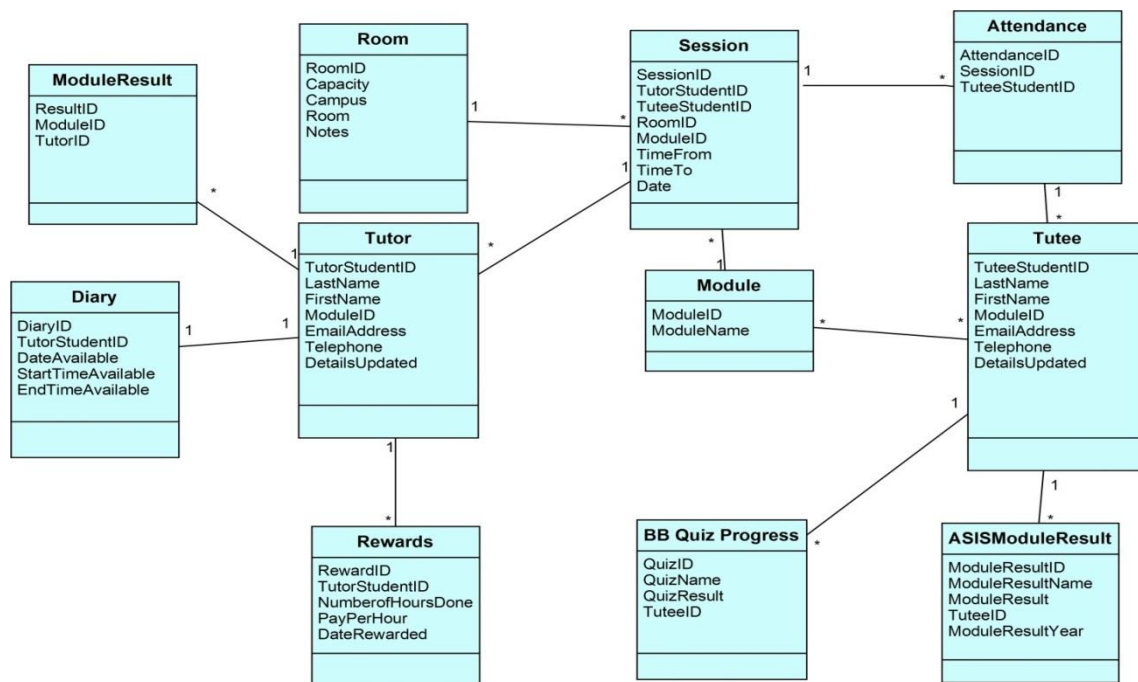 Room
RoomID
Capacity
Campus
Room
Notes
Session
SessionID
TutorStudentID
TuteeStudentID
RoomID
ModuleID
TimeFrom
TimeTo
Date
Attendance
AttendanceID
SessionID
TuteeStudentID
ModuleResult
ResultID
ModuleID
TutorID
1
*
1
*
1
*
*
1
Tutor
TutorStudentID
LastName
FirstName
ModuleID
EmailAddress
Telephone
DetailsUpdated
1
*
Tutee
TuteeStudentID
LastName
FirstName
ModuleID
EmailAddress
Telephone
DetailsUpdated
*
1
Module
ModuleID
ModuleName
*
*
Diary
DiaryID
TutorStudentID
DateAvailable
StartTimeAvailable
EndTimeAvailable
1
1
1
*
1
*
1
*
Rewards
RewardID
TutorStudentID
NumberofHoursDone
PayPerHour
DateRewarded
BB Quiz Progress
QuizID
QuizName
QuizResult
TuteeID
ASISModuleResult
ModuleResultID
ModuleResultName
ModuleResult
TuteeID
ModuleResultYear